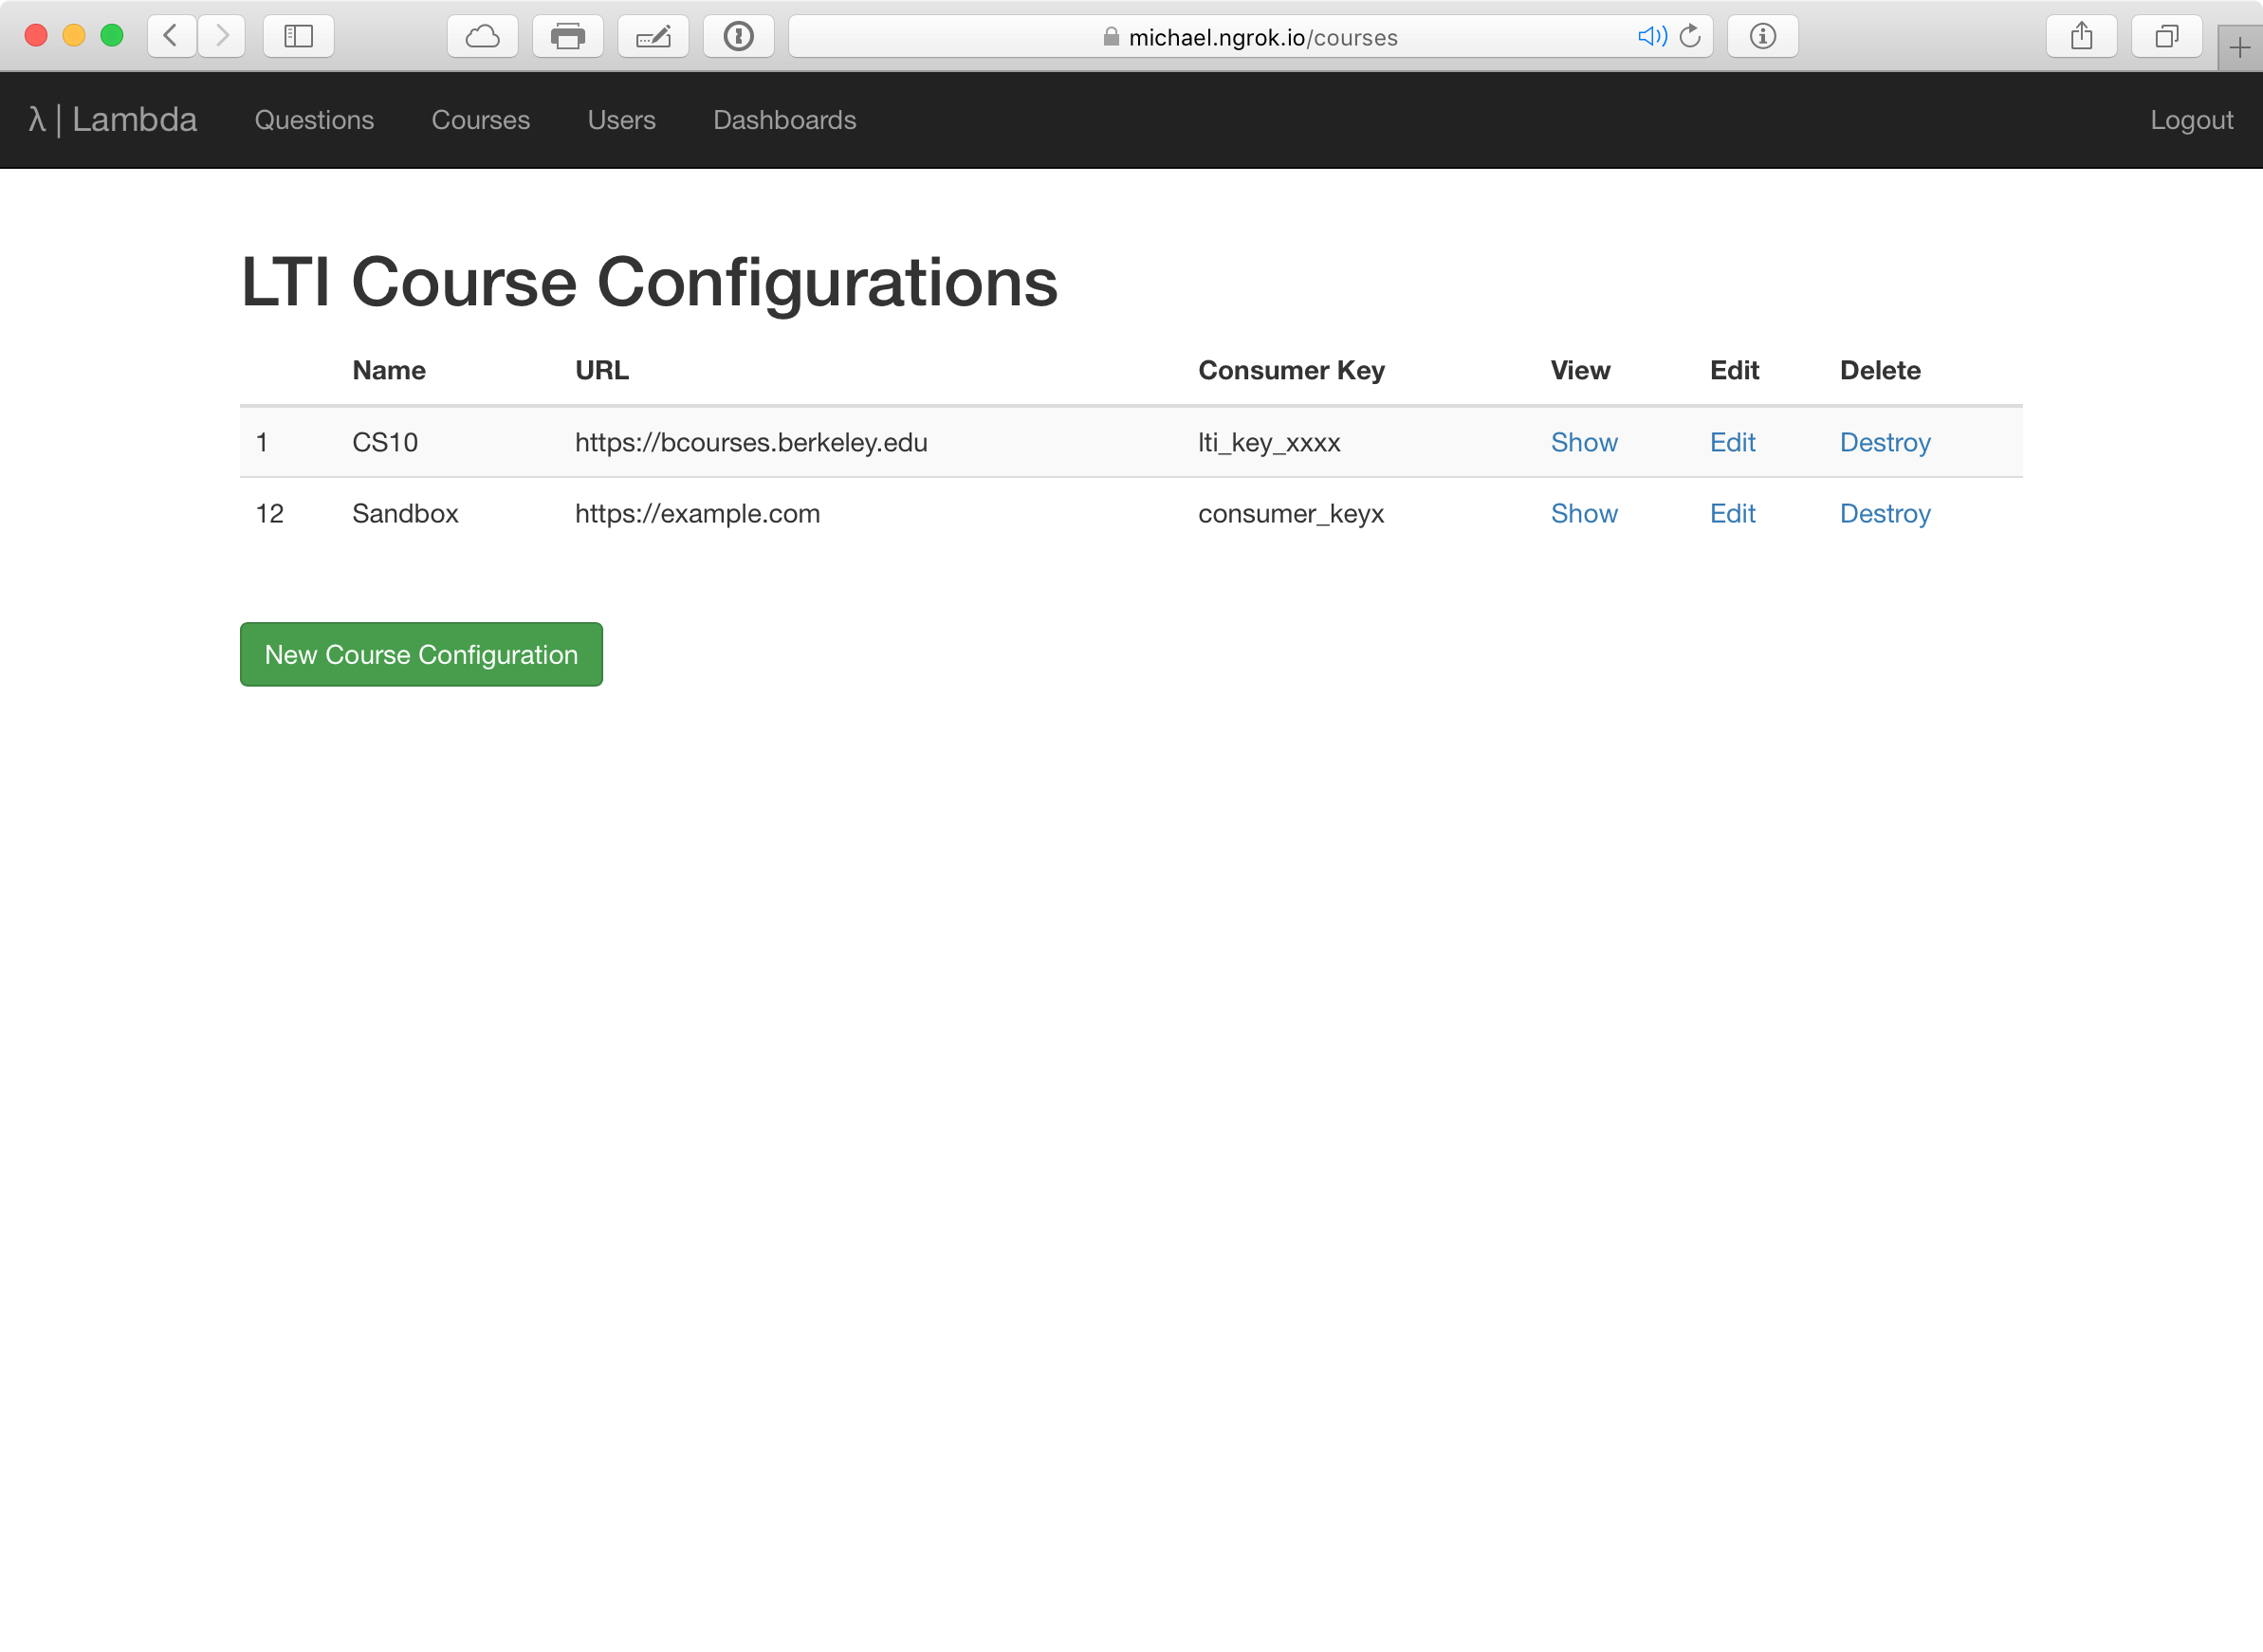 michael.ngrok.io/courses
λ | Lambda Questions Courses Users Dashboards Logout
LTI Course Configurations
Name URL Consumer Key View Edit Delete
1 CS10 https://bcourses.berkeley.edu lti_key_xxxx Show Edit Destroy
12 Sandbox https://example.com consumer_keyx Show Edit Destroy
New Course Configuration